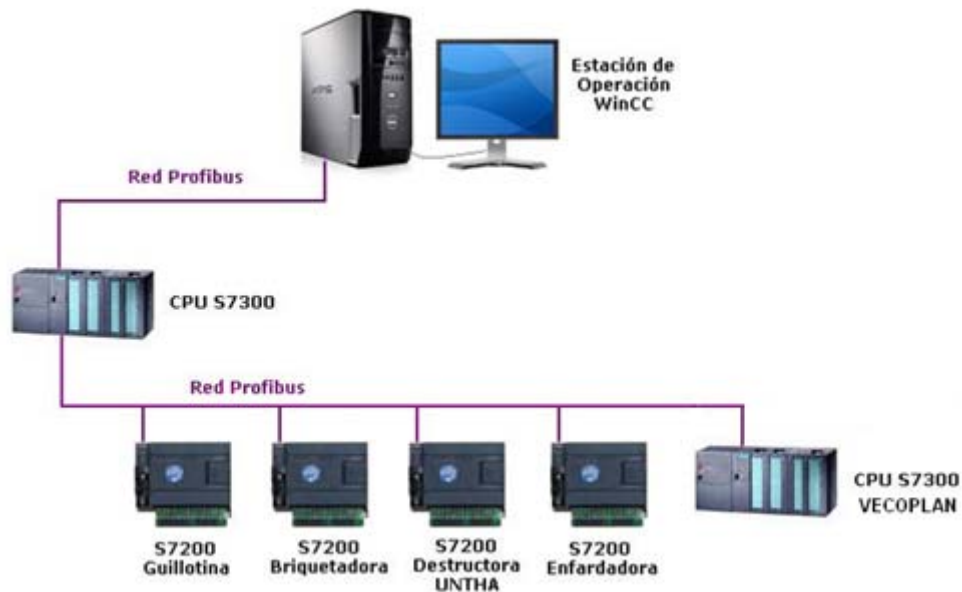 Estación de
Operación
WinCC
Red Profibus
CPU S7300
Red Profibus
CPU S7300
VECOPLAN
S7200
Guillotina
S7200
Briquetadora
S7200
Destructora
UNTHA
S7200
Enfardadora